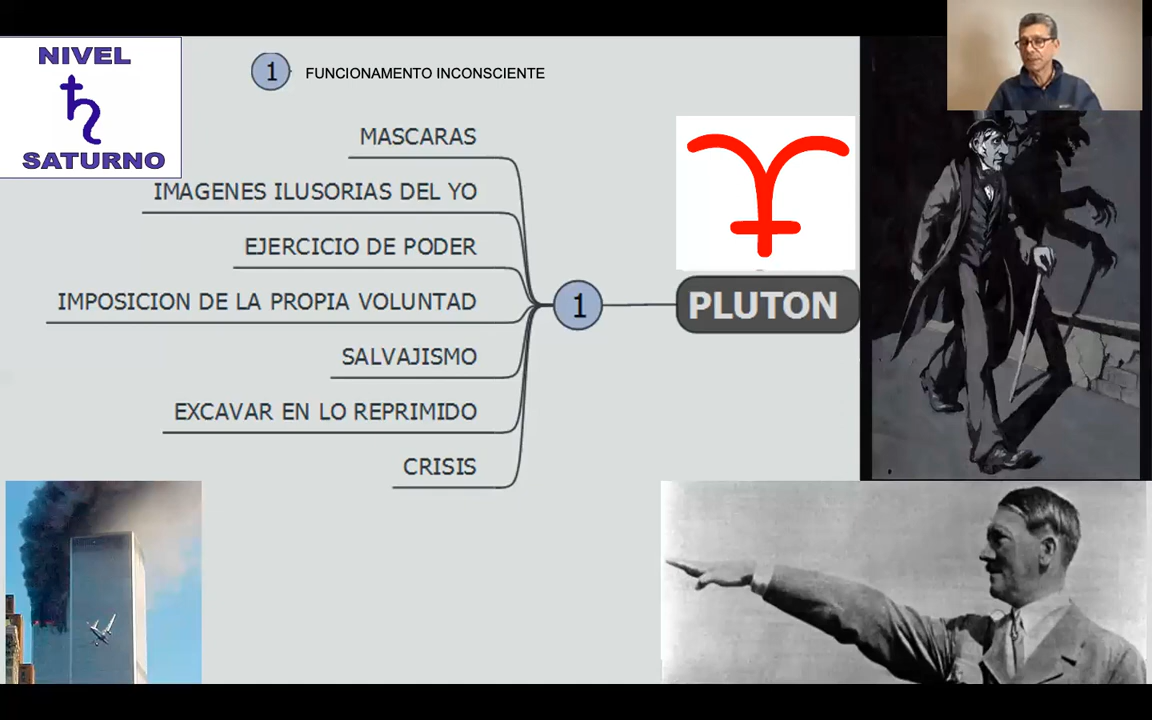 NIVEL
SATURNO
1 FUNCIONAMENTO INCONSCIENTE
MASCARAS
IMAGENES ILUSORIAS DEL YO
EJERCICIO DE PODER
IMPOSICION DE LA PROPIA VOLUNTAD
SALVAJISMO
EXCAVAR EN LO REPRIMIDO
CRISIS
1
PLUTON